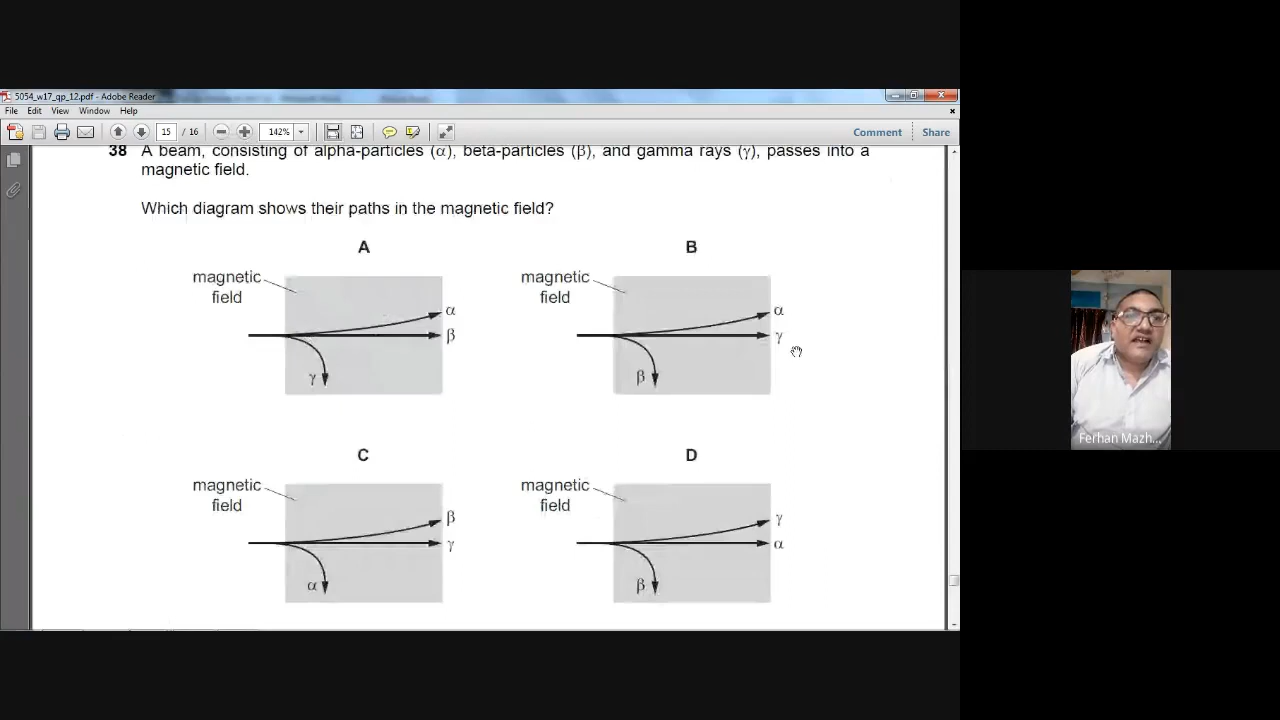 5054_w17_qp_12.pdf - Adobe Reader
File Edit View Window Help
15 / 16 142% Comment Share
38 A beam, consisting of alpha-particles (α), beta-particles (β), and gamma rays (γ), passes into a
magnetic field.
Which diagram shows their paths in the magnetic field?
A
magnetic
field
α
β
γ
B
magnetic
field
α
γ
β
C
magnetic
field
β
γ
α
D
magnetic
field
γ
α
β
Ferhan Mazh...